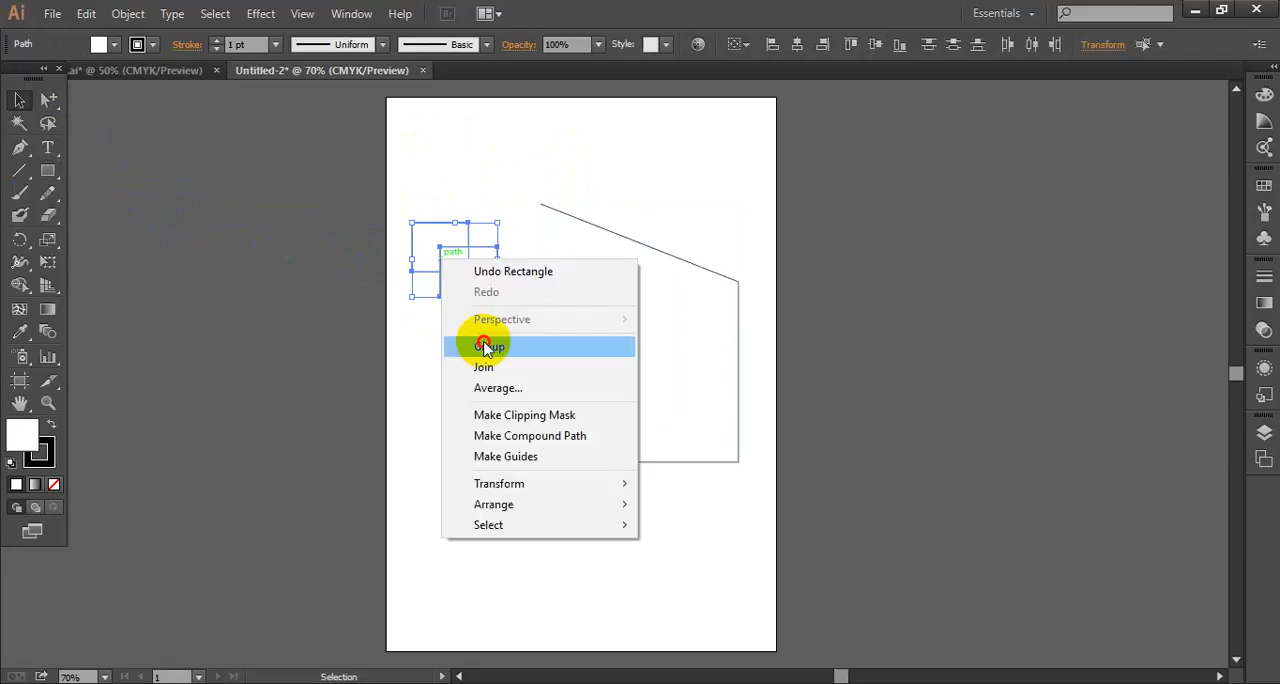 Ai File Edit Object Type Select Effect View Window Help Br Essentials
Path Stroke: 1 pt Uniform Basic Opacity: 100% Style: Transform
.ai* @ 50% (CMYK/Preview) × Untitled-2* @ 70% (CMYK/Preview) ×
path
Undo Rectangle
Redo
Perspective
Group
Join
Average...
Make Clipping Mask
Make Compound Path
Make Guides
Transform
Arrange
Select
70% 1 Selection